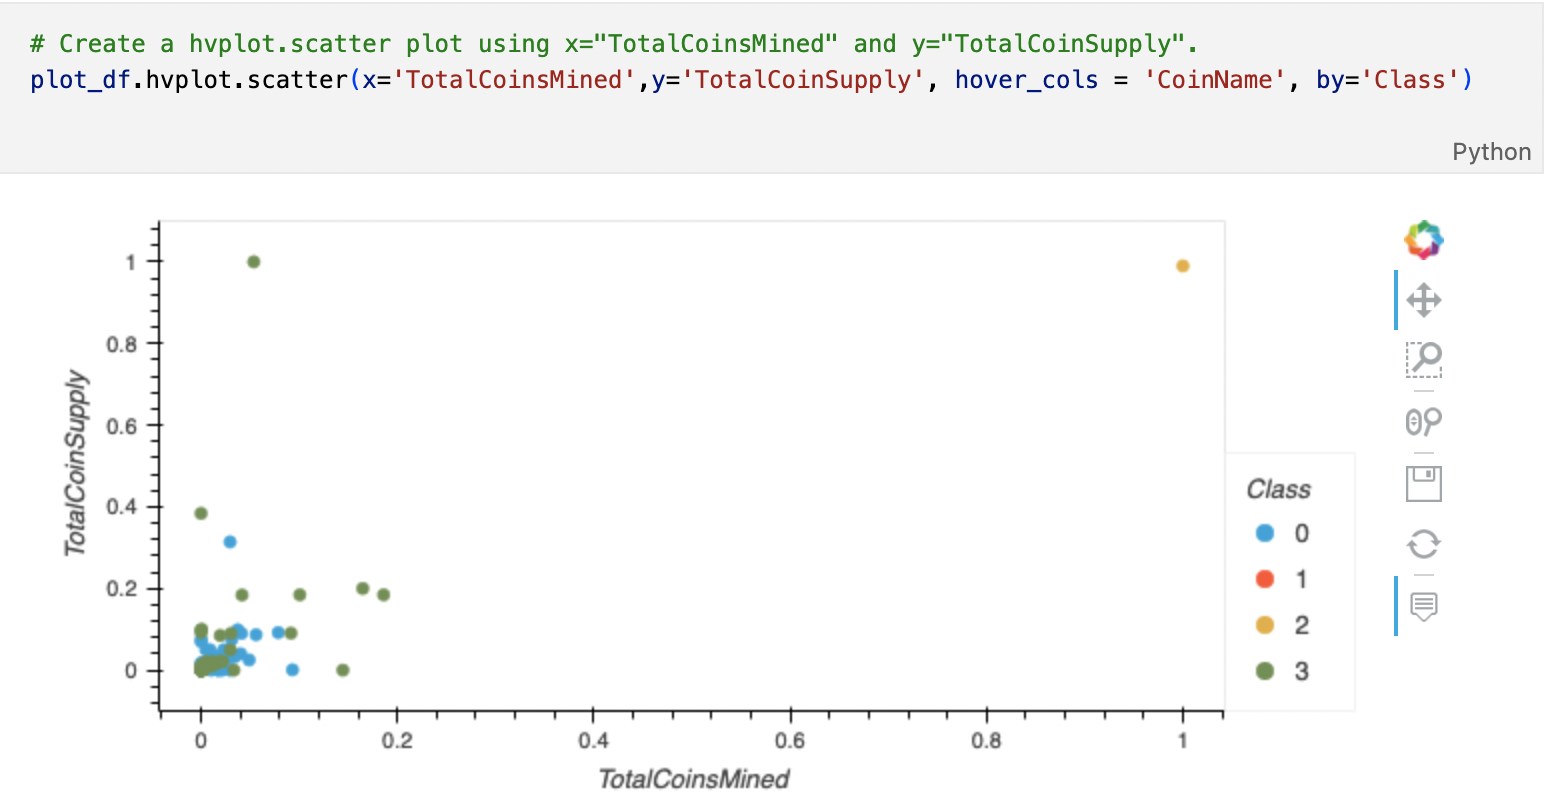 # Create a hvplot.scatter plot using x="TotalCoinsMined" and y="TotalCoinSupply".
plot_df.hvplot.scatter(x='TotalCoinsMined',y='TotalCoinSupply', hover_cols = 'CoinName', by='Class')
Python
1
0.8
0.6
0.4
0.2
0
TotalCoinSupply
0 0.2 0.4 0.6 0.8 1
TotalCoinsMined
Class
0
1
2
3